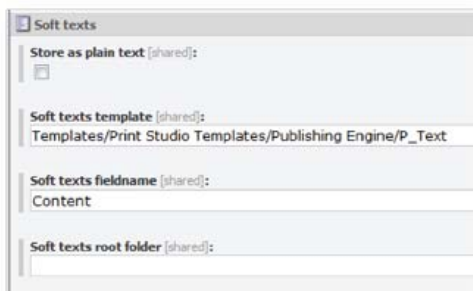 Soft texts
Store as plain text [shared]:
Soft texts template [shared]:
Templates/Print Studio Templates/Publishing Engine/P_Text
Soft texts fieldname [shared]:
Content
Soft texts root folder [shared]: